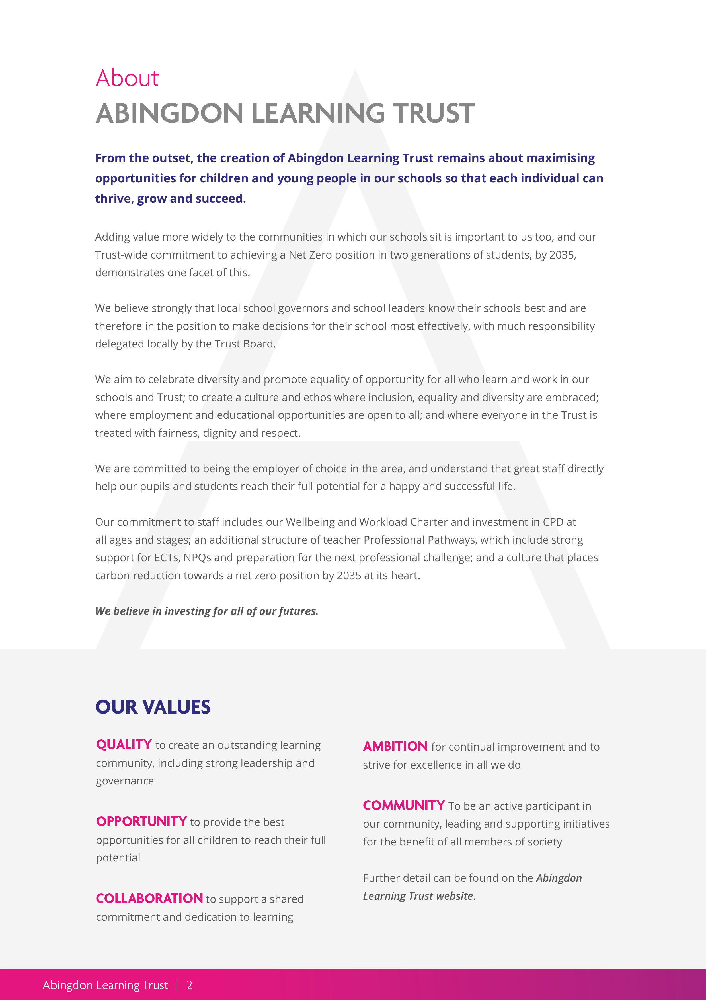 About
ABINGDON LEARNING TRUST
From the outset, the creation of Abingdon Learning Trust remains about maximising
opportunities for children and young people in our schools so that each individual can
thrive, grow and succeed.
Adding value more widely to the communities in which our schools sit is important to us too, and our
Trust-wide commitment to achieving a Net Zero position in two generations of students, by 2035,
demonstrates one facet of this.
We believe strongly that local school governors and school leaders know their schools best and are
therefore in the position to make decisions for their school most effectively, with much responsibility
delegated locally by the Trust Board.
We aim to celebrate diversity and promote equality of opportunity for all who learn and work in our
schools and Trust; to create a culture and ethos where inclusion, equality and diversity are embraced;
where employment and educational opportunities are open to all; and where everyone in the Trust is
treated with fairness, dignity and respect.
We are committed to being the employer of choice in the area, and understand that great staff directly
help our pupils and students reach their full potential for a happy and successful life.
Our commitment to staff includes our Wellbeing and Workload Charter and investment in CPD at
all ages and stages; an additional structure of teacher Professional Pathways, which include strong
support for ECTs, NPQs and preparation for the next professional challenge; and a culture that places
carbon reduction towards a net zero position by 2035 at its heart.
We believe in investing for all of our futures.
OUR VALUES
QUALITY to create an outstanding learning
community, including strong leadership and
governance
OPPORTUNITY to provide the best
opportunities for all children to reach their full
potential
COLLABORATION to support a shared
commitment and dedication to learning
AMBITION for continual improvement and to
strive for excellence in all we do
COMMUNITY To be an active participant in
our community, leading and supporting initiatives
for the benefit of all members of society
Further detail can be found on the Abingdon
Learning Trust website.
Abingdon Learning Trust | 2